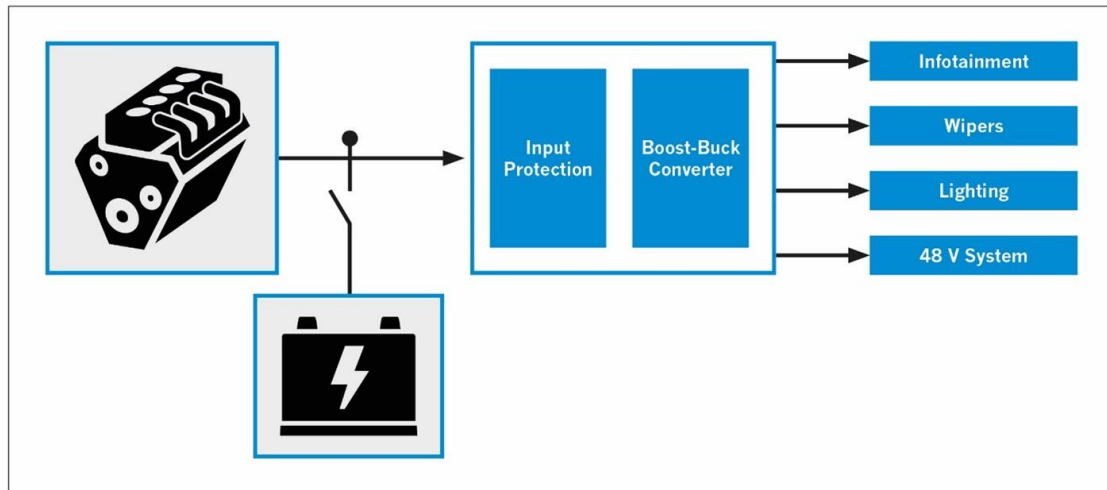 Input
Protection
Boost-Buck
Converter
Infotainment
Wipers
Lighting
48 V System